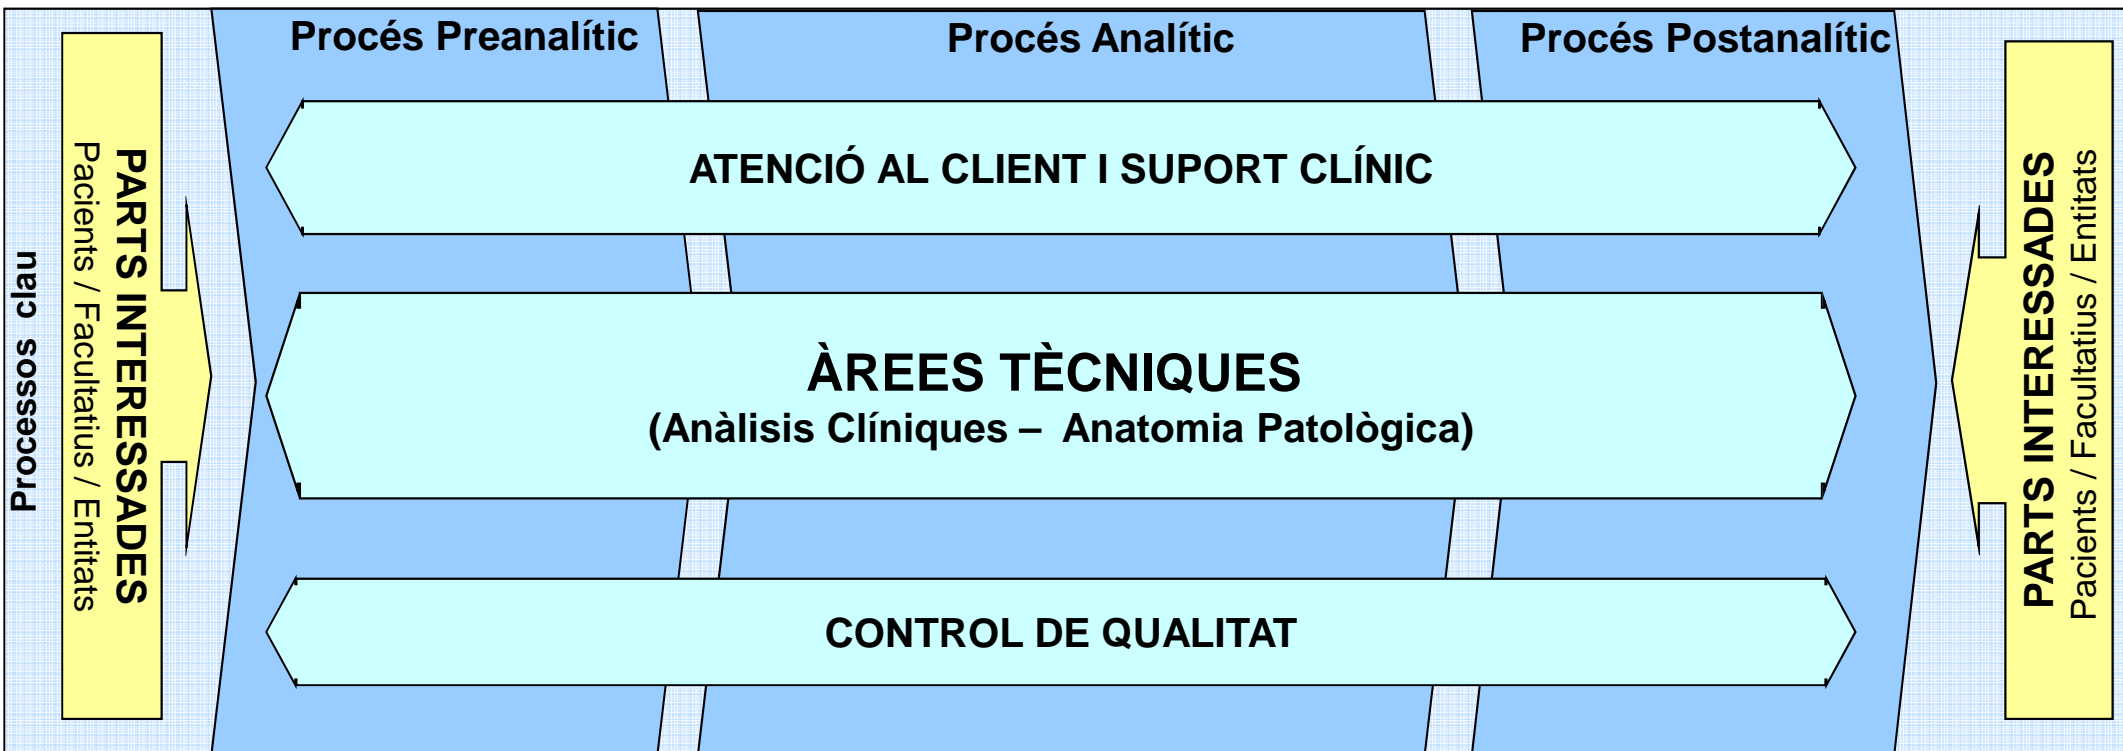 Processos clau
PARTS INTERESSADES
Pacients / Facultatius / Entitats
Procés Preanalític
Procés Analític
Procés Postanalític
ATENCIÓ AL CLIENT I SUPORT CLÍNIC
ÀREES TÈCNIQUES
(Anàlisis Clíniques – Anatomia Patològica)
CONTROL DE QUALITAT
PARTS INTERESSADES
Pacients / Facultatius / Entitats